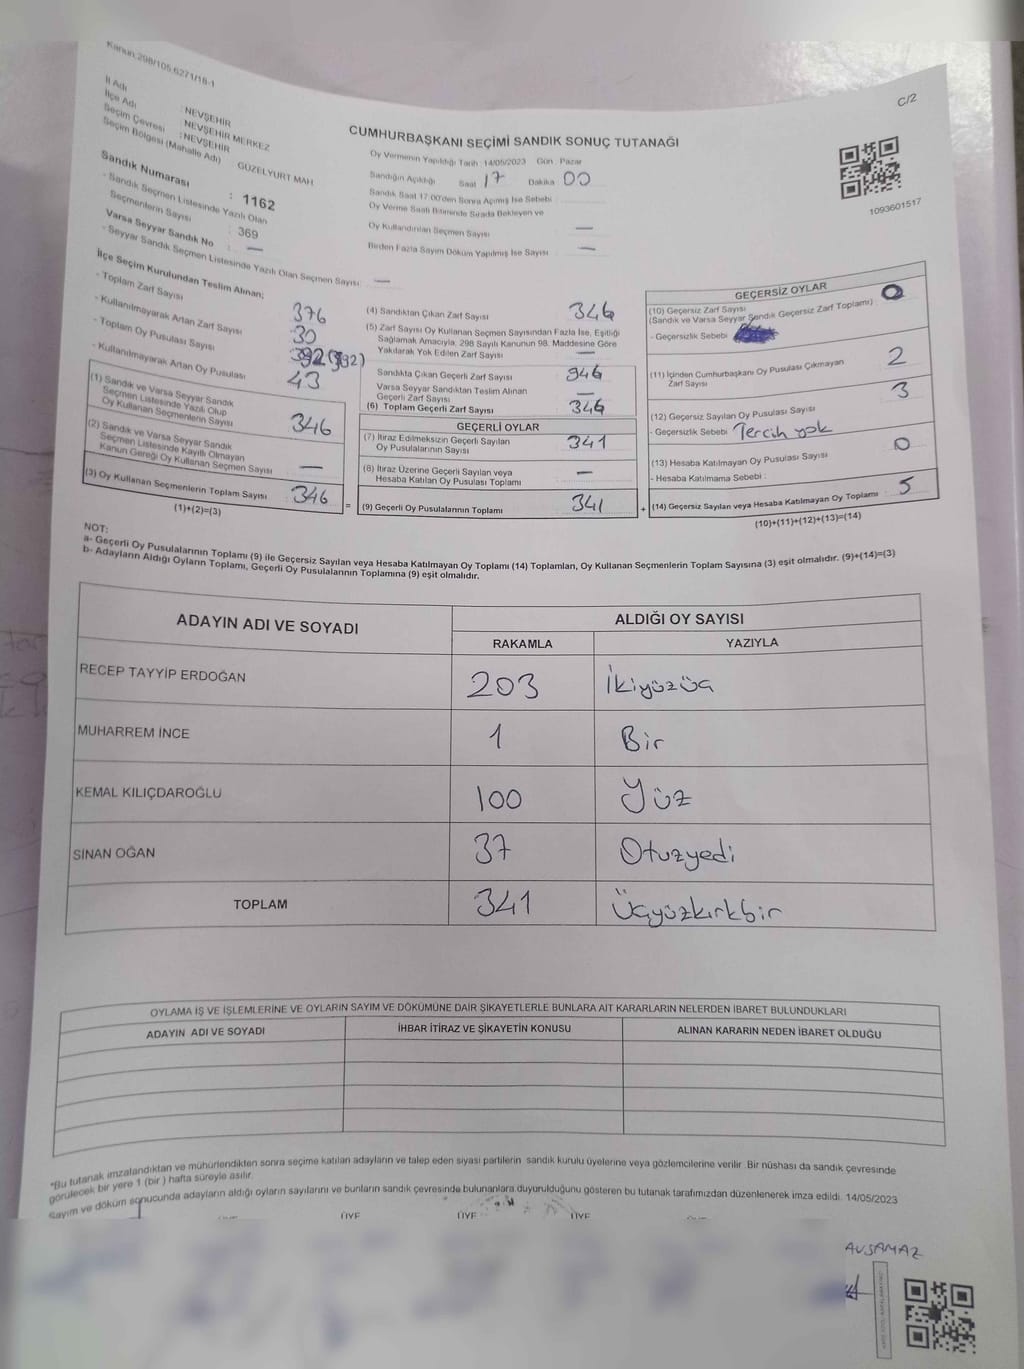 Kanun:298/105-6271/18-1
C/2
İl Adı : NEVŞEHİR
İlçe Adı : NEVŞEHİR MERKEZ
Seçim Çevresi : NEVŞEHİR
Seçim Bölgesi (Mahalle Adı) GÜZELYURT MAH
Sandık Numarası : 1162
- Sandık Seçmen Listesinde Yazılı Olan
Seçmenlerin Sayısı : 369
Varsa Seyyar Sandık No : —
- Seyyar Sandık Seçmen Listesinde Yazılı Olan Seçmen Sayısı: —
CUMHURBAŞKANI SEÇİMİ SANDIK SONUÇ TUTANAĞI
Oy Vermenin Yapıldığı Tarih: 14/05/2023 Gün: Pazar
Sandığın Açıldığı Saat 17 Dakika 00
Sandık Saat 17:00'den Sonra Açılmış İse Sebebi :
Oy Verme Saati Bitiminde Sırada Bekleyen ve
Oy Kullandırılan Seçmen Sayısı —
Birden Fazla Sayım Döküm Yapılmış İse Sayısı —
1093601517
İlçe Seçim Kurulundan Teslim Alınan;
- Toplam Zarf Sayısı 376
- Kullanılmayarak Artan Zarf Sayısı 30
- Toplam Oy Pusulası Sayısı 392 (392)
- Kullanılmayarak Artan Oy Pusulası 43
(1) Sandık ve Varsa Seyyar Sandık
Seçmen Listesinde Yazılı Olup
Oy Kullanan Seçmenlerin Sayısı 346
(2) Sandık ve Varsa Seyyar Sandık
Seçmen Listesinde Kayıtlı Olmayan
Kanun Gereği Oy Kullanan Seçmen Sayısı —
(3) Oy Kullanan Seçmenlerin Toplam Sayısı 346
(1)+(2)=(3)
(4) Sandıktan Çıkan Zarf Sayısı 346
(5) Zarf Sayısı Oy Kullanan Seçmen Sayısından Fazla İse, Eşitliği
Sağlamak Amacıyla, 298 Sayılı Kanunun 98. Maddesine Göre
Yakılarak Yok Edilen Zarf Sayısı —
Sandıkta Çıkan Geçerli Zarf Sayısı 346
Varsa Seyyar Sandıktan Teslim Alınan
Geçerli Zarf Sayısı —
(6) Toplam Geçerli Zarf Sayısı 346
GEÇERLİ OYLAR
(7) İtiraz Edilmeksizin Geçerli Sayılan
Oy Pusulalarının Sayısı 341
(8) İtiraz Üzerine Geçerli Sayılan veya
Hesaba Katılan Oy Pusulası Toplamı —
= (9) Geçerli Oy Pusulalarının Toplamı 341
GEÇERSİZ OYLAR
(10) Geçersiz Zarf Sayısı
(Sandık ve Varsa Seyyar Sandık Geçersiz Zarf Toplamı) : 0
- Geçersizlik Sebebi :
(11) İçinden Cumhurbaşkanı Oy Pusulası Çıkmayan
Zarf Sayısı 2
(12) Geçersiz Sayılan Oy Pusulası Sayısı 3
- Geçersizlik Sebebi Tercih yok
(13) Hesaba Katılmayan Oy Pusulası Sayısı 0
- Hesaba Katılmama Sebebi :
+ (14) Geçersiz Sayılan veya Hesaba Katılmayan Oy Toplamı 5
(10)+(11)+(12)+(13)=(14)
NOT:
a- Geçerli Oy Pusulalarının Toplamı (9) ile Geçersiz Sayılan veya Hesaba Katılmayan Oy Toplamı (14) Toplamları, Oy Kullanan Seçmenlerin Toplam Sayısına (3) eşit olmalıdır. (9)+(14)=(3)
b- Adayların Aldığı Oyların Toplamı, Geçerli Oy Pusulalarının Toplamına (9) eşit olmalıdır.
ADAYIN ADI VE SOYADI
ALDIĞI OY SAYISI
RAKAMLA YAZIYLA
RECEP TAYYİP ERDOĞAN 203 İkiyüzüç
MUHARREM İNCE 1 Bir
KEMAL KILIÇDAROĞLU 100 Yüz
SİNAN OĞAN 37 Otuzyedi
TOPLAM 341 Üçyüzkırkbir
OYLAMA İŞ VE İŞLEMLERİNE VE OYLARIN SAYIM VE DÖKÜMÜNE DAİR ŞİKAYETLERLE BUNLARA AİT KARARLARIN NELERDEN İBARET BULUNDUKLARI
ADAYIN ADI VE SOYADI İHBAR İTİRAZ VE ŞİKAYETİN KONUSU ALINAN KARARIN NEDEN İBARET OLDUĞU
*Bu tutanak imzalandıktan ve mühürlendikten sonra seçime katılan adayların ve talep eden siyasi partilerin sandık kurulu üyelerine veya gözlemcilerine verilir. Bir nüshası da sandık çevresinde
görülecek bir yere 1 (bir) hafta süreyle asılır.
Sayım ve döküm sonucunda adayların aldığı oyların sayılarını ve bunların sandık çevresinde bulunanlara duyurulduğunu gösteren bu tutanak tarafımızdan düzenlenerek imza edildi. 14/05/2023
ÜYE ÜYE ÜYE ÜYE
AVŞAMAZ